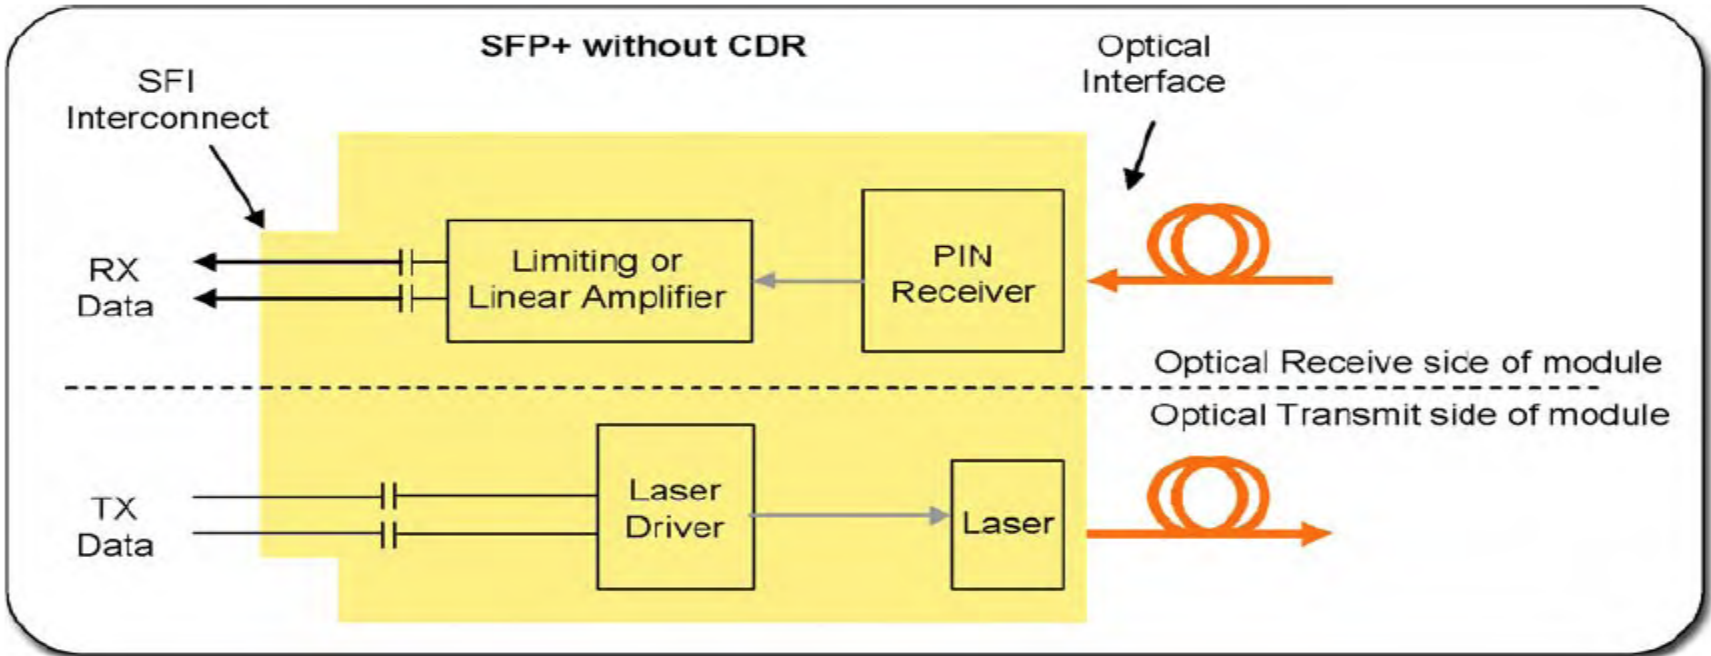 SFP+ without CDR
Optical
Interface
SFI
Interconnect
RX
Data
Limiting or
Linear Amplifier
PIN
Receiver
Optical Receive side of module
Optical Transmit side of module
TX
Data
Laser
Driver
Laser